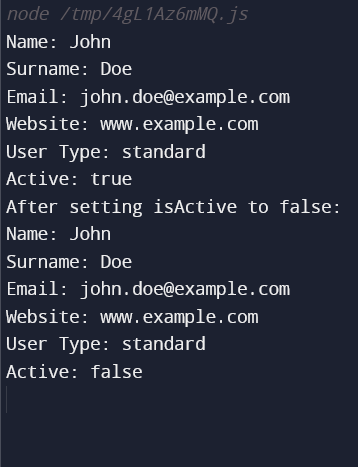 node /tmp/4gL1Az6mMQ.js
Name: John
Surname: Doe
Email: john.doe@example.com
Website: www.example.com
User Type: standard
Active: true
After setting isActive to false:
Name: John
Surname: Doe
Email: john.doe@example.com
Website: www.example.com
User Type: standard
Active: false